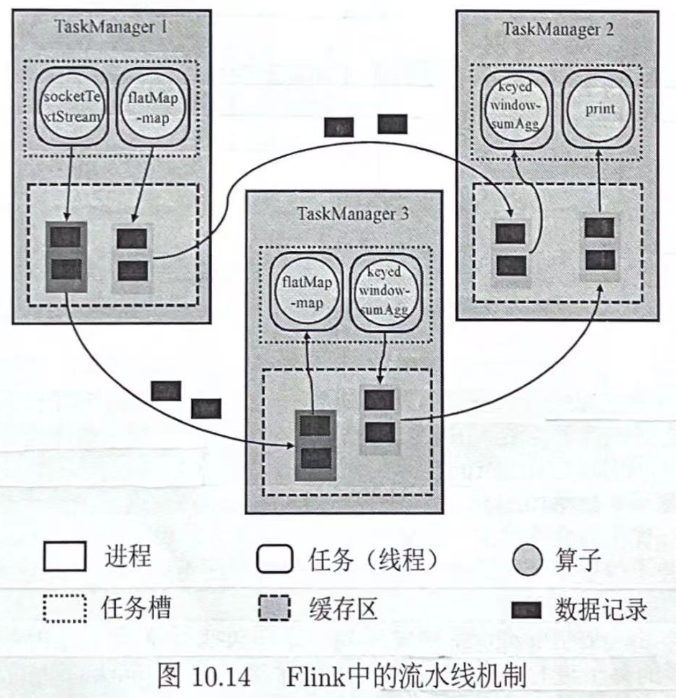 TaskManager 1
socketTe
xtStream
flatMap
-map
TaskManager 2
keyed
window-
sumAgg
print
TaskManager 3
flatMap
-map
keyed
window-
sumAgg
进程
任务（线程）
算子
任务槽
缓存区
数据记录
图 10.14 Flink中的流水线机制